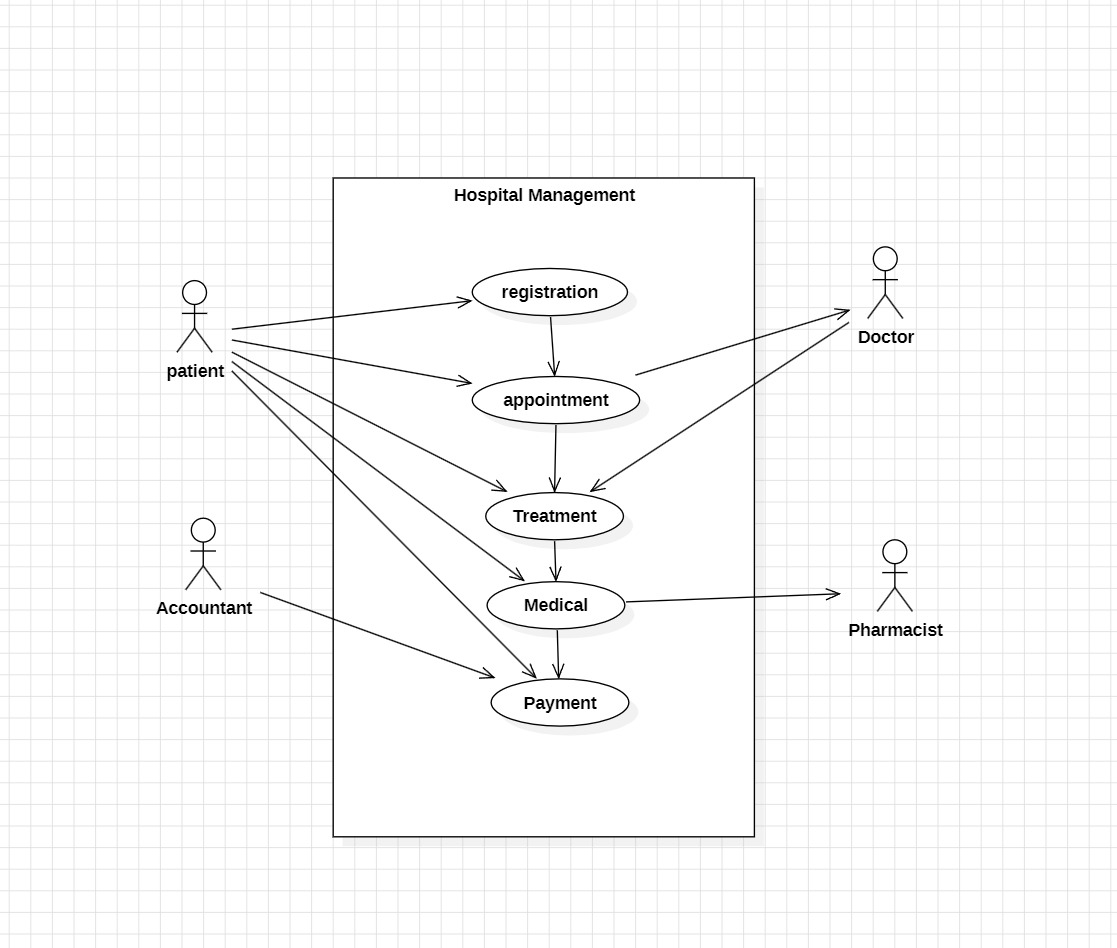 Hospital Management
registration
Doctor
patient
appointment
Treatment
Accountant
Medical
Pharmacist
Payment